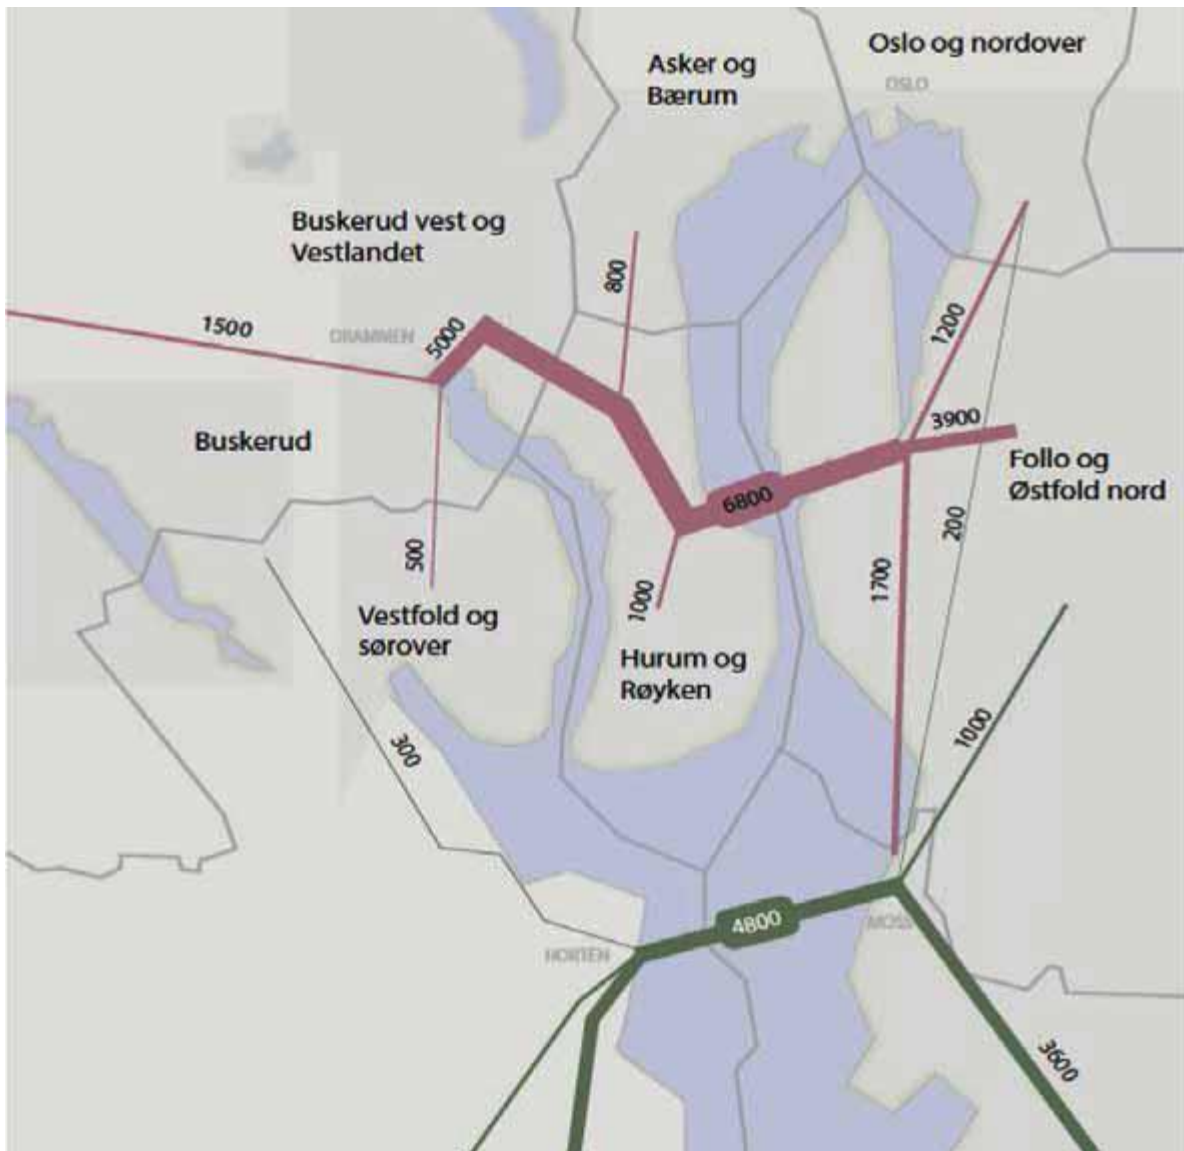 Oslo og nordover
Asker og
Bærum
OSLO
Buskerud vest og
Vestlandet
800
1500
DRAMMEN
5000
1200
3900
Buskerud
Follo og
Østfold nord
6800
200
500
1000
1700
Vestfold og
sørover
Hurum og
Røyken
300
1000
4800
MOSS
HORTEN
3600